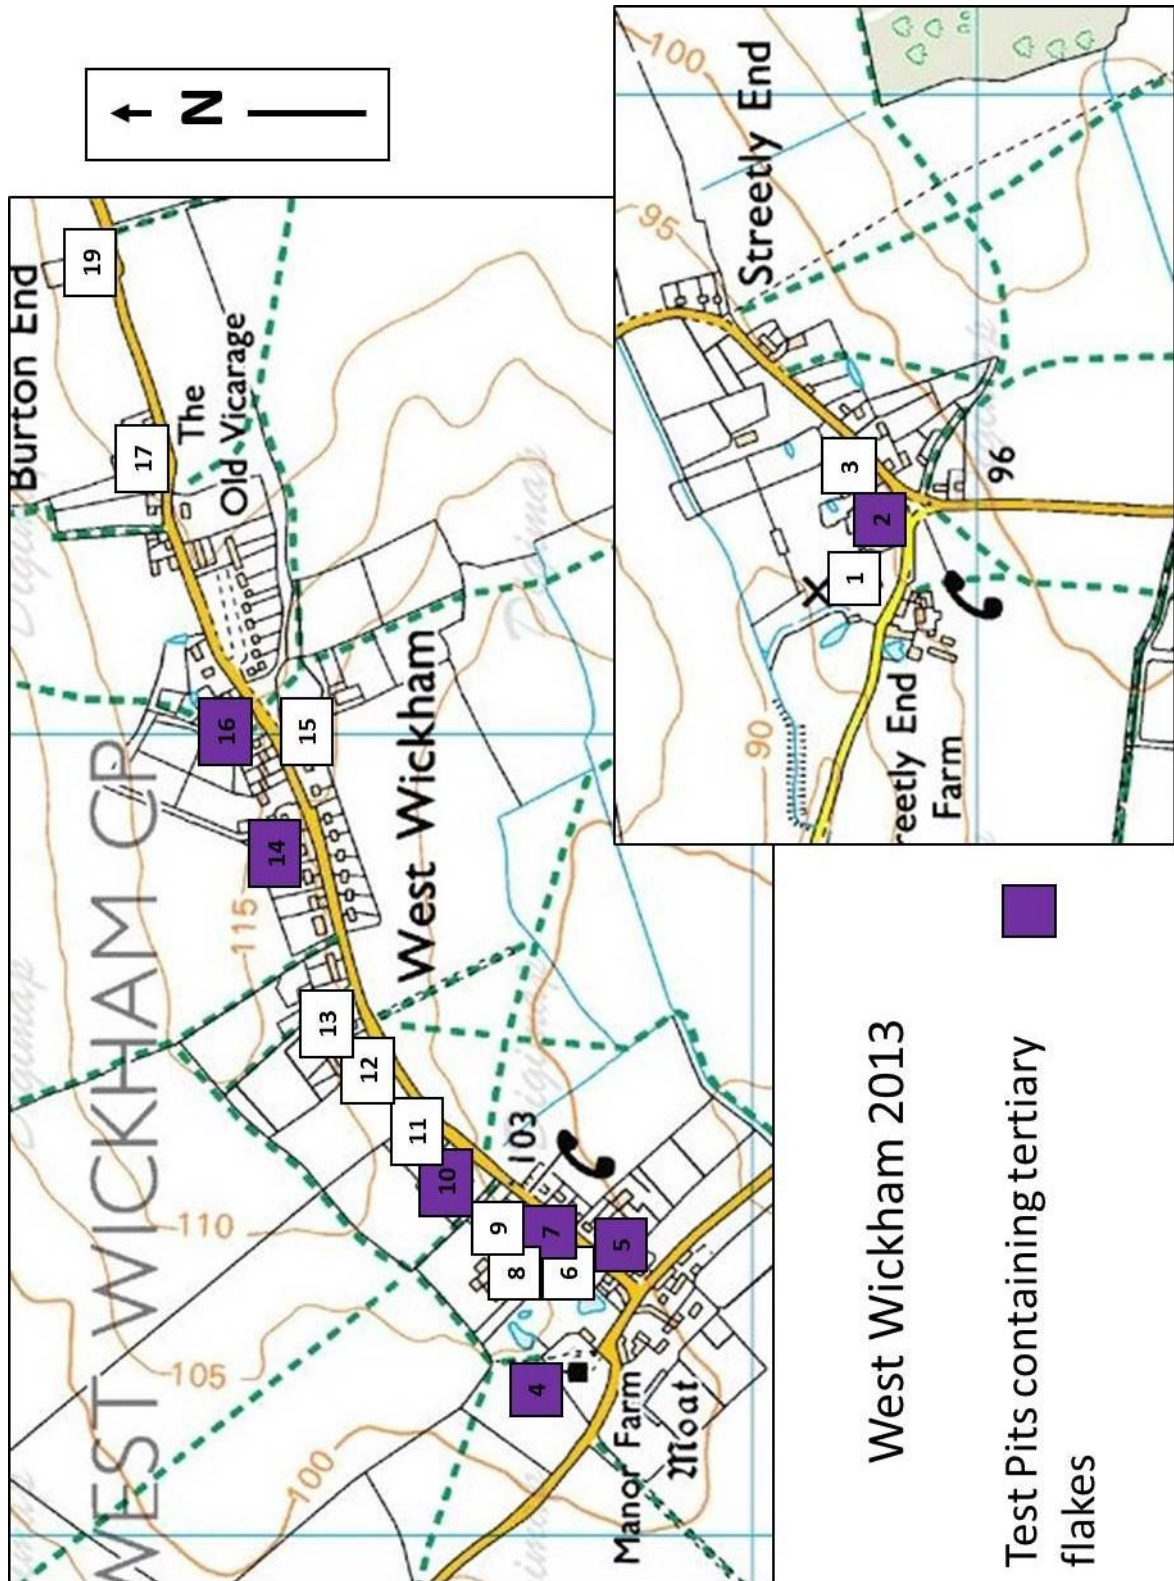 N
WEST WICKHAM CP
Burton End
19
17
The
Old Vicarage
16
15
14
115
West Wickham
13
12
11
10
110
9
8
7
6
5
103
105
4
100
Manor Farm
Moat
Digimap
100
95
Streetly End
3
2
1
96
90
reetly End
Farm
West Wickham 2013
Test Pits containing tertiary
flakes